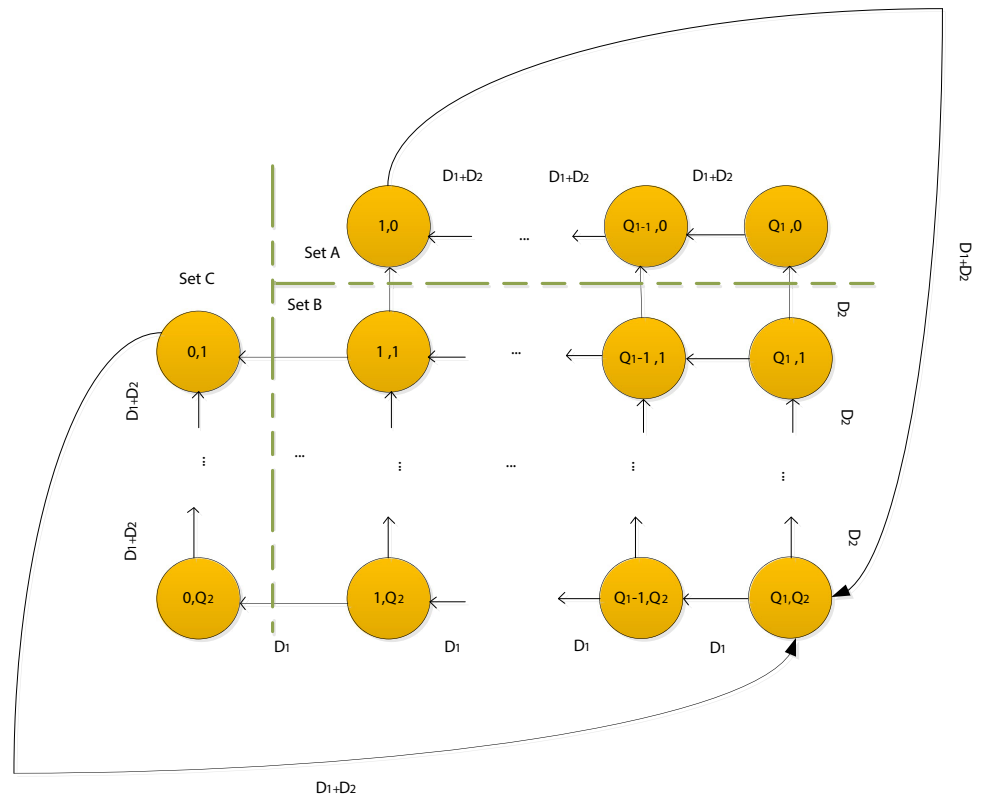 D1+D2 D1+D2 D1+D2
1,0 ... Q1-1 ,0 Q1 ,0
Set A
D1+D2
Set C
Set B
D2
0,1 1 ,1 ... Q1-1 ,1 Q1 ,1
D1+D2
D2
... ... ... ... ... ...
D1+D2
D2
0,Q2 1,Q2 Q1-1,Q2 Q1,Q2
D1 D1 D1 D1
D1+D2